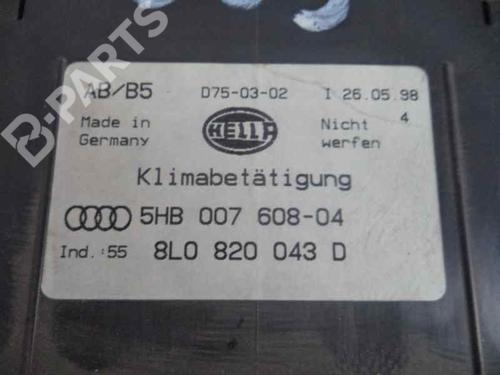 AB/B5 D75-03-02 I 26.05.98
Made in Germany HELLA Nicht werfen 4
Klimabetätigung
5HB 007 608-04
Ind.:55 8L0 820 043 D
B-PARTS